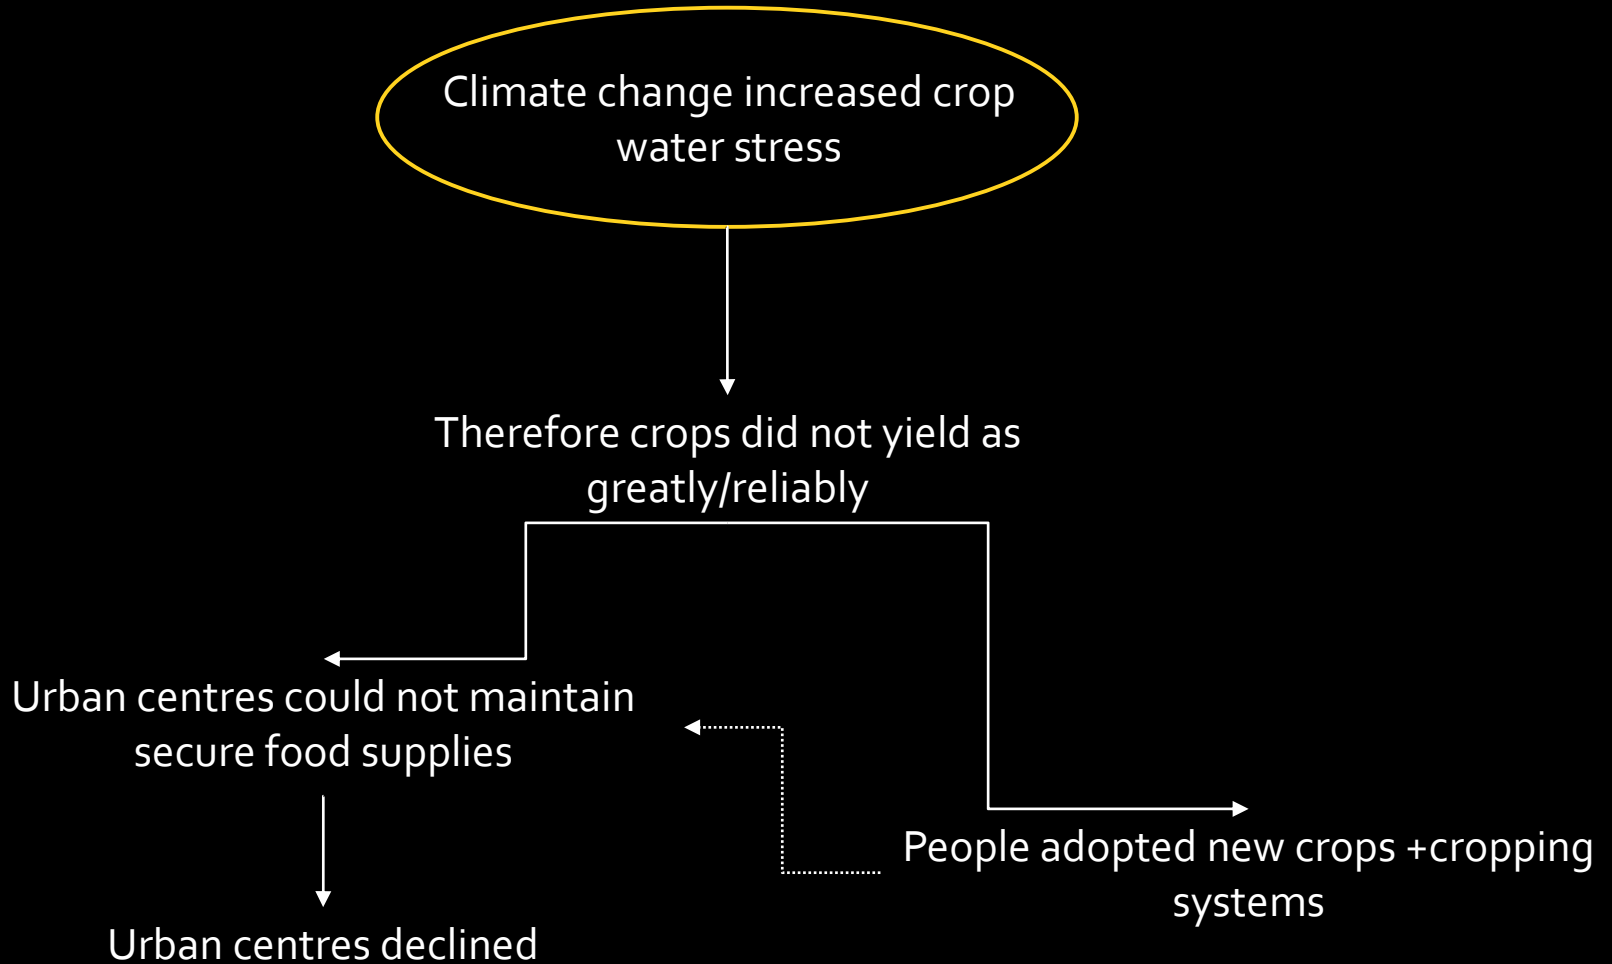 Climate change increased crop
water stress
Therefore crops did not yield as
greatly/reliably
Urban centres could not maintain
secure food supplies
People adopted new crops +cropping
systems
Urban centres declined